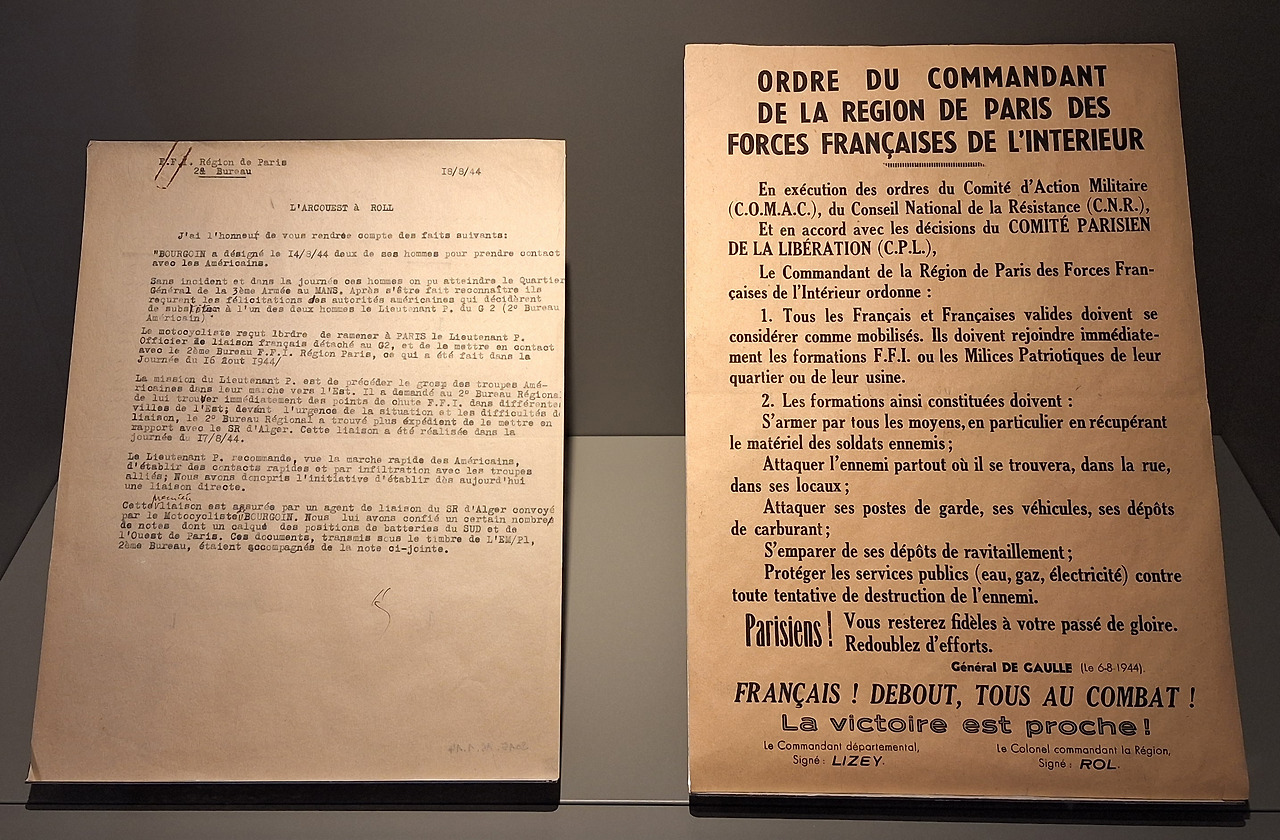 F.F.I. Région de Paris
2è Bureau
18/8/44
L'ARCOUEST à ROLL
J'ai l'honneur de vous rendrée compte des faits suivants:
"BOURGOIN a désigné le 14/8/44 deux de ses hommes pour prendre contact
avec les Américains.
Sans incident et dans la journée ces hommes on pu atteindre le Quartier
Général de la 3ème Armée au MANS. Après s'être fait reconnaître ils
reçurent les félicitations des autorités américaines qui décidèrent
de substituer à l'un des deux hommes le Lieutenant P. du G 2 (2° Bureau
Américain) "
Le motocycliste reçut lbrdre de ramener à PARIS le Lieutenant P.
Officier de liaison français détaché au G2, et de le mettre en contact
avec le 2ème Bureau F.F.I. Région Paris, ce qui a été fait dans la
journée du 16 Aout 1944/
La mission du Lieutenant P. est de précéder le grosp des troupes Amé-
ricaines dans leur marche vers l'Est. Il a demandé au 2° Bureau Régional
de lui trouver immédiatement des points de chute F.F.I. dans différentes
villes de l'Est; devant l'urgence de la situation et les difficultés de
liaison, le 2° Bureau Régional a trouvé plus expédient de le mettre en
rapport avec le SR d'Alger. Cette liaison a été réalisée dans la
journée du 17/8/44.
Le Lieutenant P. recommande, vue la marche rapide des Américains,
d'établir des contacts rapides et par infiltration avec les troupes
alliés; Nous avons doncpris l'initiative d'établir dès aujourd'hui
une liaison directe.
première
Cette liaison est assurée par un agent de liaison du SR d'Alger convoyé
par le Motocycliste BOURGOIN. Nous lui avons confié un certain nombre
de notes dont un calque des positions de batteries du SUD et de
l'Ouest de Paris. Ces documents, transmis sous le timbre de L'EM/P1,
2ème Bureau, étaient accompagnés de la note ci-jointe.
ORDRE DU COMMANDANT
DE LA REGION DE PARIS DES
FORCES FRANÇAISES DE L'INTERIEUR
En exécution des ordres du Comité d'Action Militaire
(C.O.M.A.C.), du Conseil National de la Résistance (C.N.R.),
Et en accord avec les décisions du COMITÉ PARISIEN
DE LA LIBÉRATION (C.P.L.),
Le Commandant de la Région de Paris des Forces Fran-
çaises de l'Intérieur ordonne :
1. Tous les Français et Françaises valides doivent se
considérer comme mobilisés. Ils doivent rejoindre immédiate-
ment les formations F.F.I. ou les Milices Patriotiques de leur
quartier ou de leur usine.
2. Les formations ainsi constituées doivent :
S'armer par tous les moyens, en particulier en récupérant
le matériel des soldats ennemis ;
Attaquer l'ennemi partout où il se trouvera, dans la rue,
dans ses locaux ;
Attaquer ses postes de garde, ses véhicules, ses dépôts
de carburant ;
S'emparer de ses dépôts de ravitaillement ;
Protéger les services publics (eau, gaz, électricité) contre
toute tentative de destruction de l'ennemi.
Parisiens ! Vous resterez fidèles à votre passé de gloire.
Redoublez d'efforts.
Général DE GAULLE (le 6-8-1944).
FRANÇAIS ! DEBOUT, TOUS AU COMBAT !
La victoire est proche !
Le Commandant départemental,
Signé : LIZEY.
Le Colonel commandant la Région,
Signé : ROL.